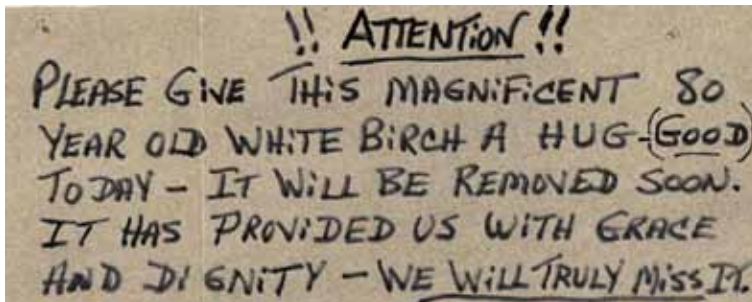 !! ATTENTION !!
PLEASE GIVE THIS MAGNIFICENT 80
YEAR OLD WHITE BIRCH A HUG-(GOOD)
TODAY - IT WILL BE REMOVED SOON.
IT HAS PROVIDED US WITH GRACE
AND DIGNITY - WE WILL TRULY MISS IT.